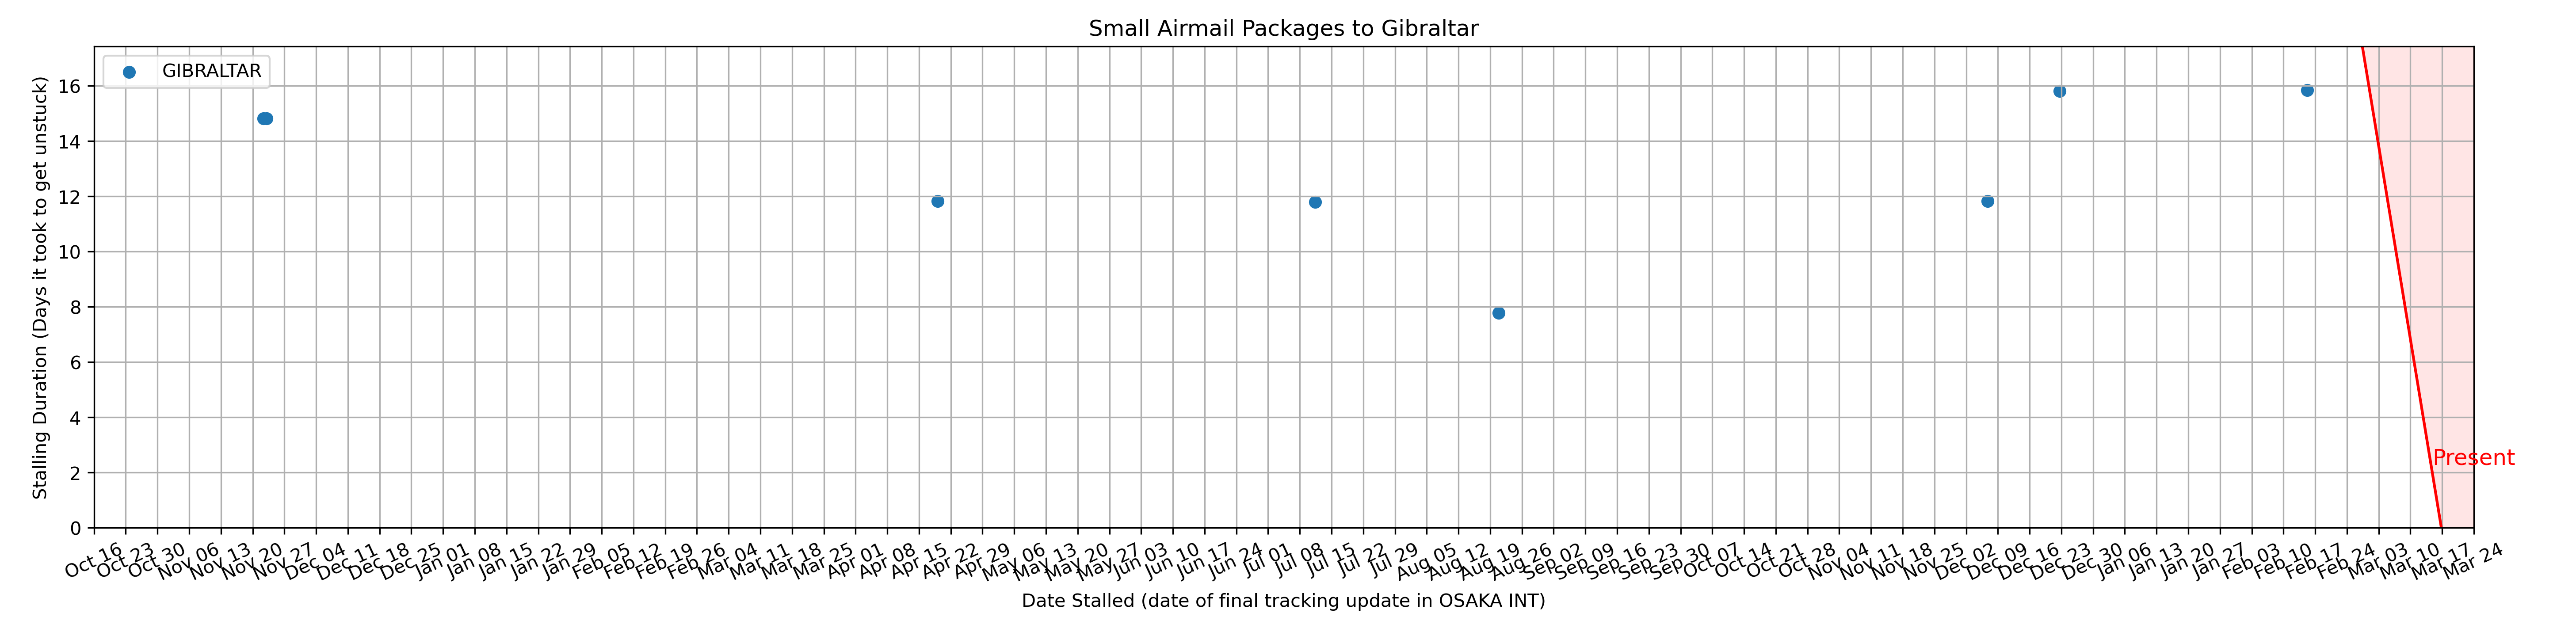 Small Airmail Packages to Gibraltar
GIBRALTAR
Stalling Duration (Days it took to get unstuck)
16
14
12
10
8
6
4
2
0
Present
Oct 16 Oct 23 Oct 30 Nov 06 Nov 13 Nov 20 Nov 27 Dec 04 Dec 11 Dec 18 Dec 25 Jan 01 Jan 08 Jan 15 Jan 22 Jan 29 Feb 05 Feb 12 Feb 19 Feb 26 Mar 04 Mar 11 Mar 18 Mar 25 Apr 01 Apr 08 Apr 15 Apr 22 Apr 29 May 06 May 13 May 20 May 27 Jun 03 Jun 10 Jun 17 Jun 24 Jul 01 Jul 08 Jul 15 Jul 22 Jul 29 Aug 05 Aug 12 Aug 19 Aug 26 Sep 02 Sep 09 Sep 16 Sep 23 Sep 30 Oct 07 Oct 14 Oct 21 Oct 28 Nov 04 Nov 11 Nov 18 Nov 25 Dec 02 Dec 09 Dec 16 Dec 23 Dec 30 Jan 06 Jan 13 Jan 20 Jan 27 Feb 03 Feb 10 Feb 17 Feb 24 Mar 03 Mar 10 Mar 17 Mar 24
Date Stalled (date of final tracking update in OSAKA INT)